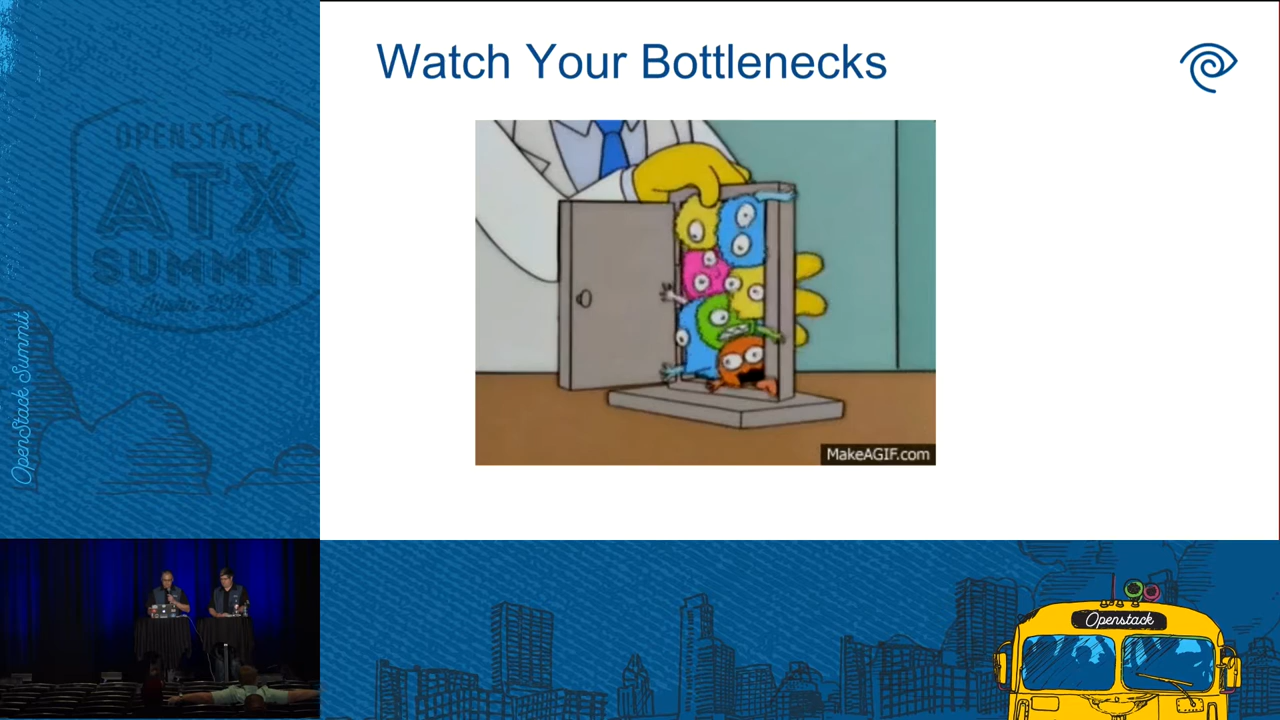 Watch Your Bottlenecks
OPENSTACK
ATX
SUMMIT
OpenStack Summit
MakeAGIF.com
Openstack